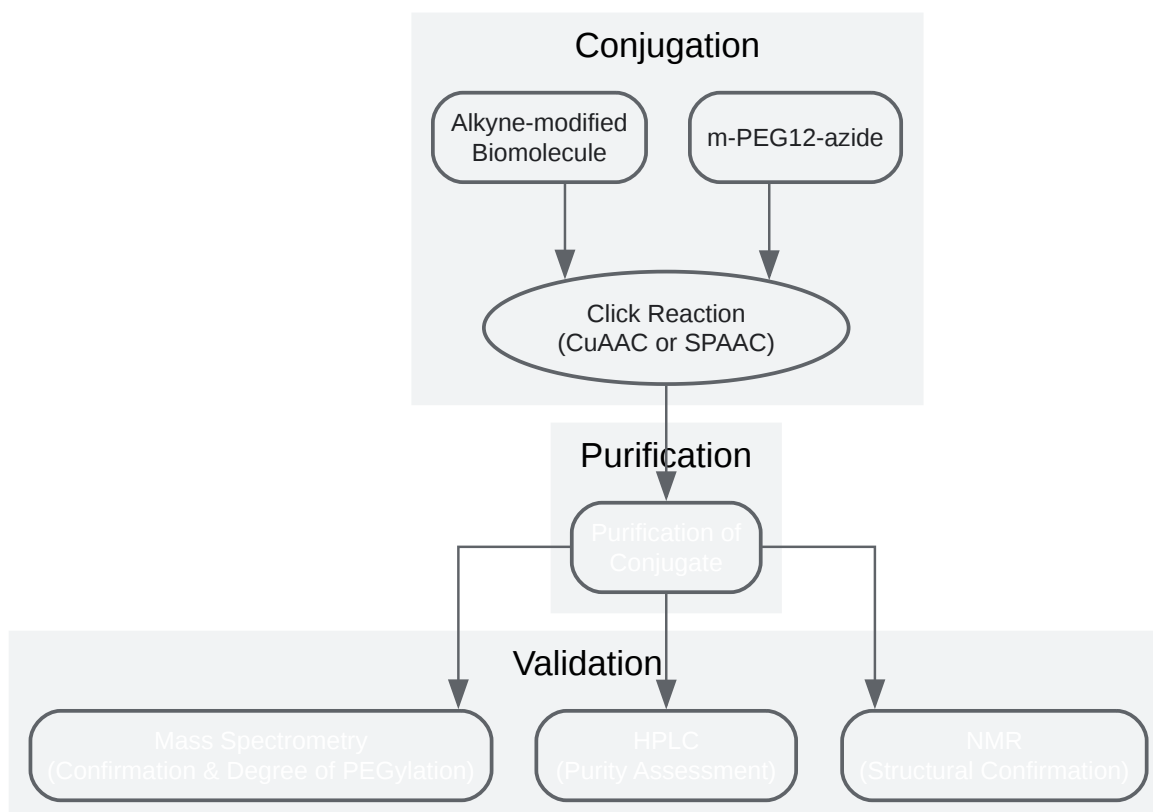 Conjugation
Alkyne-modified
Biomolecule
m-PEG12-azide
Click Reaction
(CuAAC or SPAAC)
Purification
Purification of
Conjugate
Validation
Mass Spectrometry
(Confirmation & Degree of PEGylation)
HPLC
(Purity Assessment)
NMR
(Structural Confirmation)